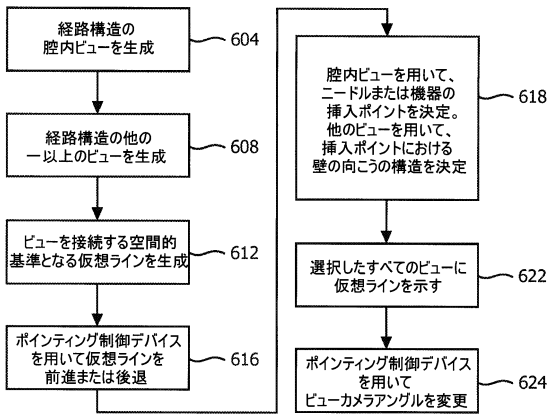 経路構造の
腔内ビューを生成
604
経路構造の他の
一以上のビューを生成
608
ビューを接続する空間的
基準となる仮想ラインを生成
612
ポインティング制御デバイス
を用いて仮想ラインを
前進または後退
616
腔内ビューを用いて、
ニードルまたは機器の
挿入ポイントを決定。
他のビューを用いて、
挿入ポイントにおける
壁の向こうの構造を決定
618
選択したすべてのビューに
仮想ラインを示す
622
ポインティング制御デバイス
を用いて
ビューカメラアングルを変更
624